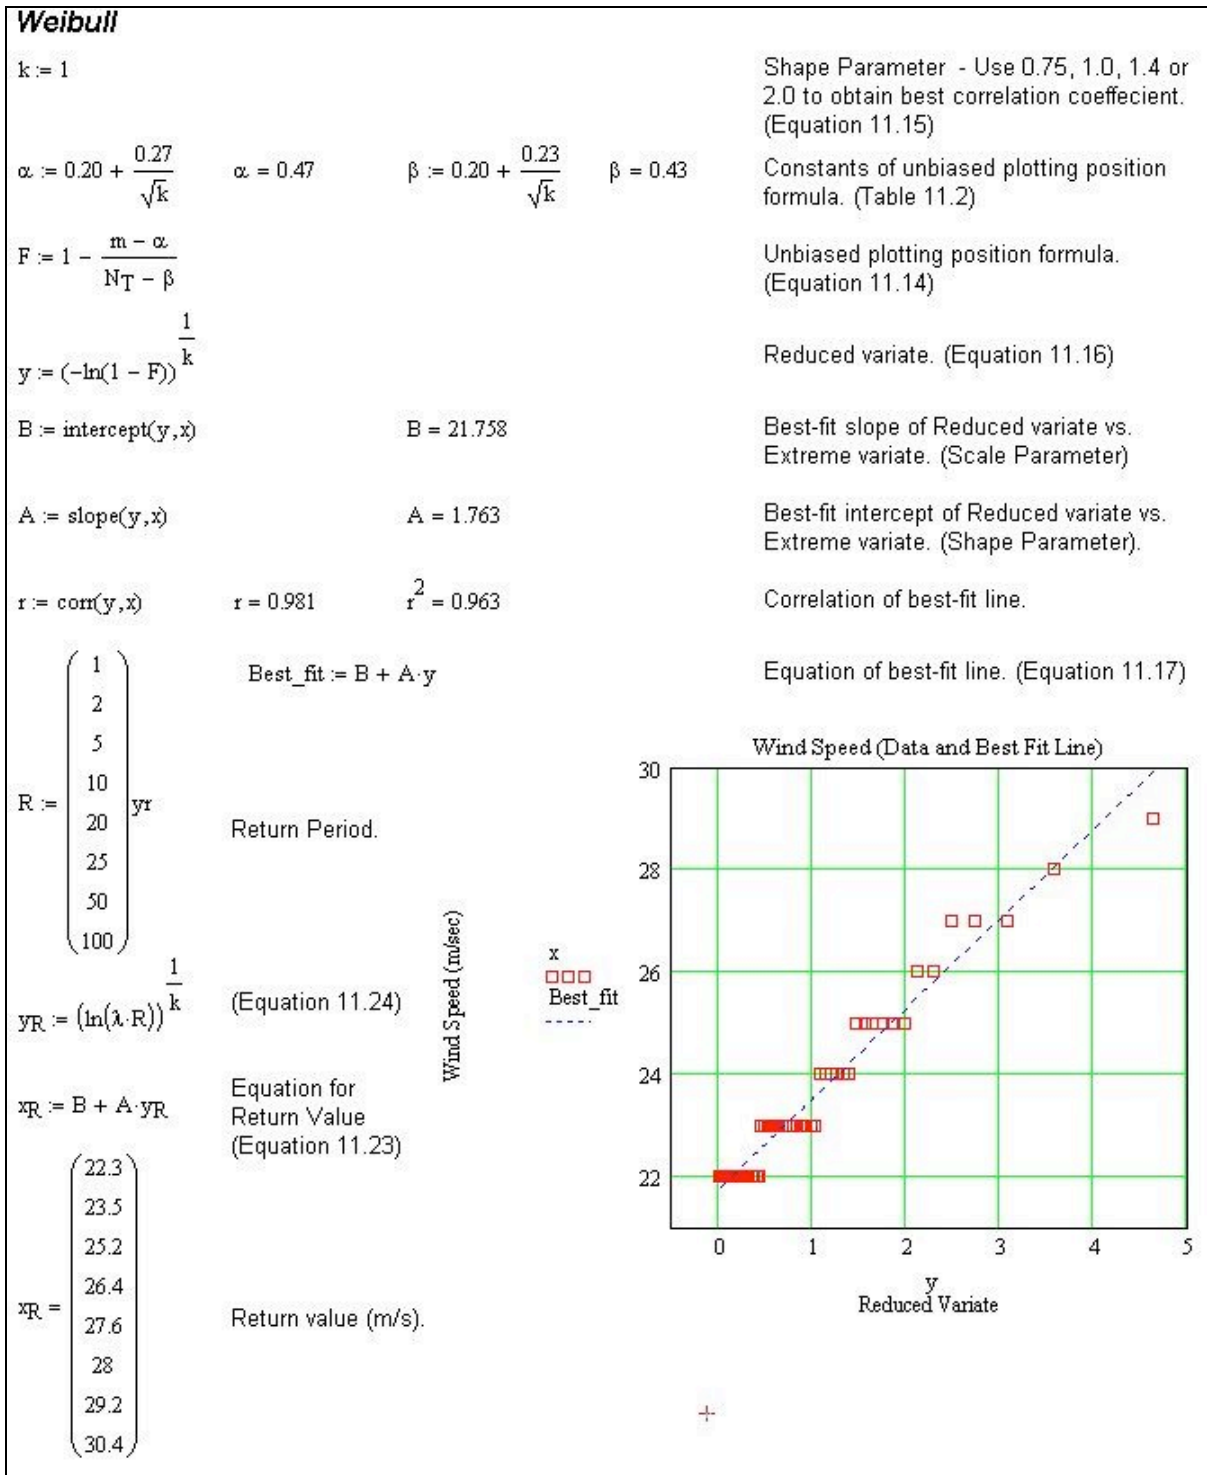 Weibull
k := 1
Shape Parameter - Use 0.75, 1.0, 1.4 or
2.0 to obtain best correlation coeffecient.
(Equation 11.15)
α := 0.20 + 0.27/√k    α = 0.47    β := 0.20 + 0.23/√k    β = 0.43
Constants of unbiased plotting position
formula. (Table 11.2)
F := 1 − (m − α)/(N_T − β)
Unbiased plotting position formula.
(Equation 11.14)
y := (−ln(1 − F))^(1/k)
Reduced variate. (Equation 11.16)
B := intercept(y,x)    B = 21.758
Best-fit slope of Reduced variate vs.
Extreme variate. (Scale Parameter)
A := slope(y,x)    A = 1.763
Best-fit intercept of Reduced variate vs.
Extreme variate. (Shape Parameter).
r := corr(y,x)    r = 0.981    r² = 0.963
Correlation of best-fit line.
Best_fit := B + A·y
Equation of best-fit line. (Equation 11.17)
R :=
1
2
5
10
20
25
50
100
yr
Return Period.
y_R := (ln(λ·R))^(1/k)
(Equation 11.24)
x_R := B + A·y_R
Equation for
Return Value
(Equation 11.23)
x_R =
22.3
23.5
25.2
26.4
27.6
28
29.2
30.4
Return value (m/s).
Wind Speed (Data and Best Fit Line)
Wind Speed (m/sec)
x
Best_fit
30
28
26
24
22
0 1 2 3 4 5
y
Reduced Variate